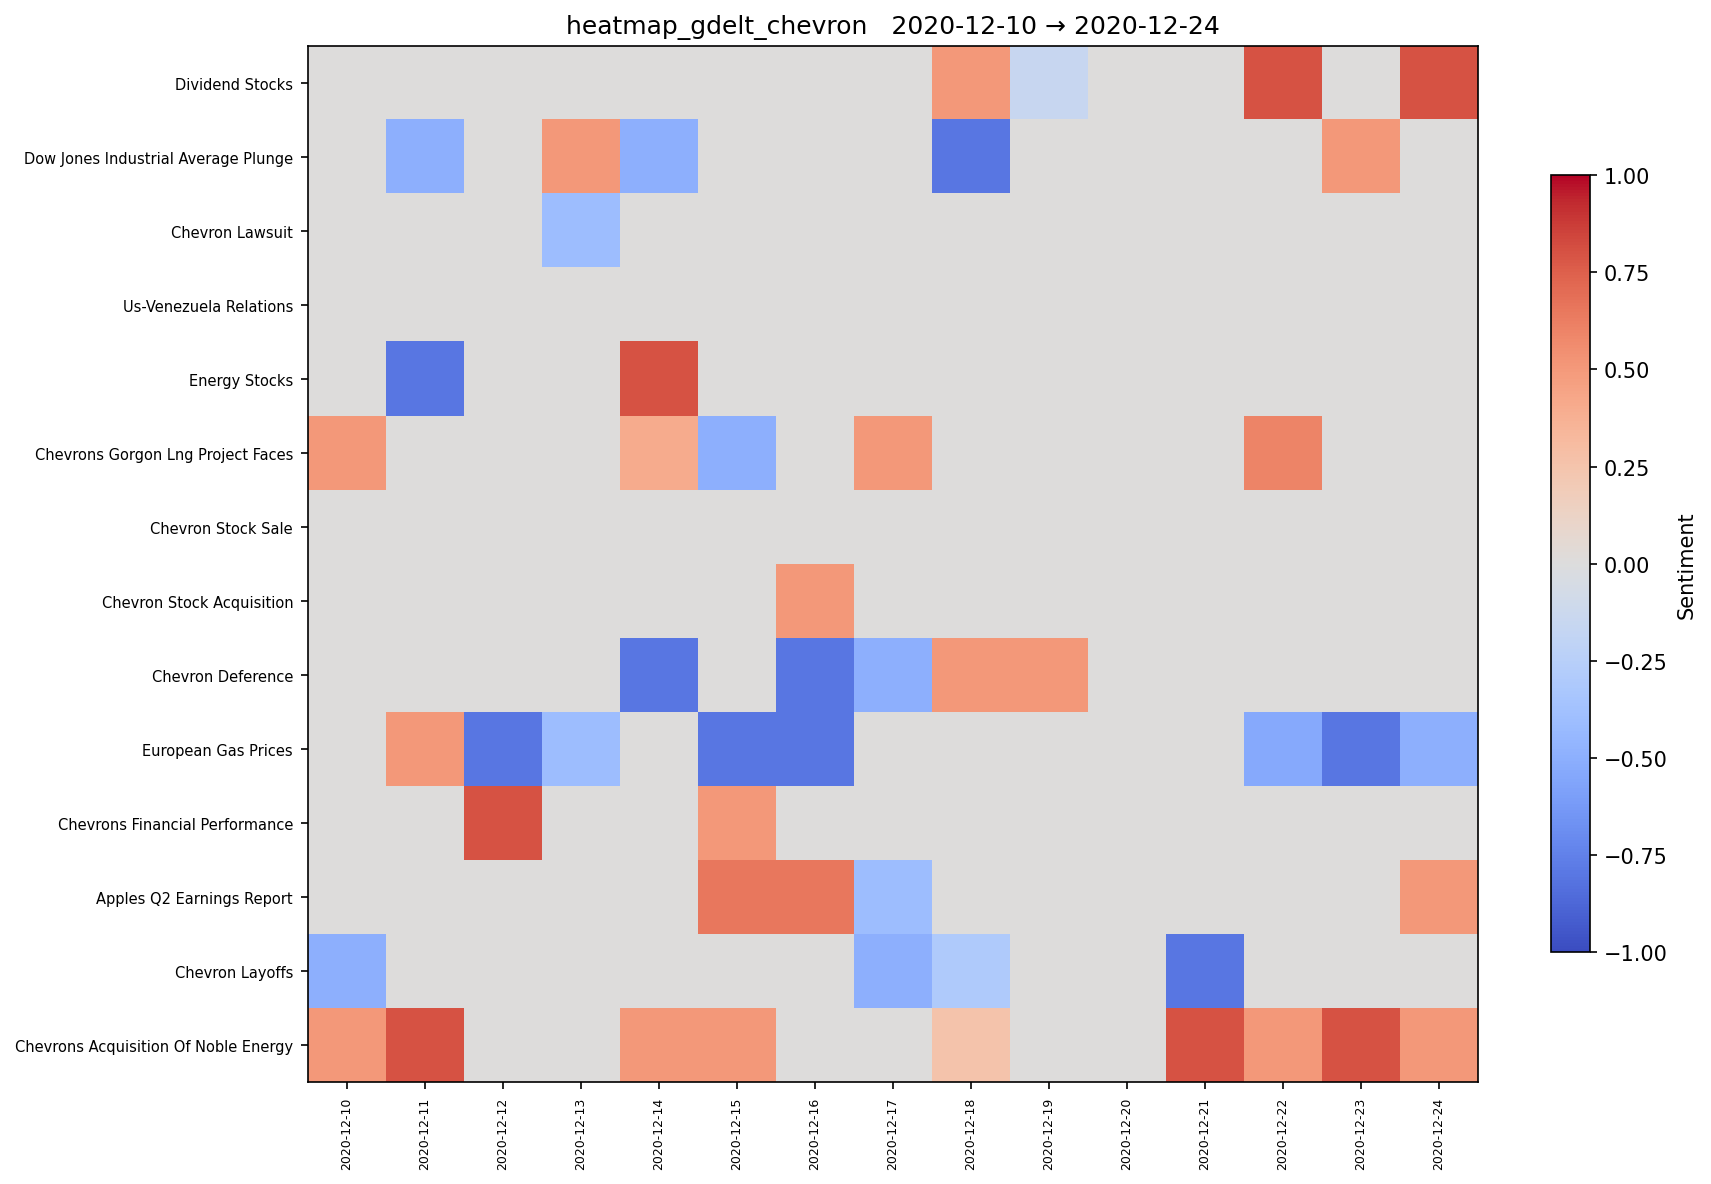 heatmap_gdelt_chevron   2020-12-10 → 2020-12-24
Dividend Stocks
Dow Jones Industrial Average Plunge
Chevron Lawsuit
Us-Venezuela Relations
Energy Stocks
Chevrons Gorgon Lng Project Faces
Chevron Stock Sale
Chevron Stock Acquisition
Chevron Deference
European Gas Prices
Chevrons Financial Performance
Apples Q2 Earnings Report
Chevron Layoffs
Chevrons Acquisition Of Noble Energy
2020-12-10
2020-12-11
2020-12-12
2020-12-13
2020-12-14
2020-12-15
2020-12-16
2020-12-17
2020-12-18
2020-12-19
2020-12-20
2020-12-21
2020-12-22
2020-12-23
2020-12-24
1.00
0.75
0.50
0.25
0.00
−0.25
−0.50
−0.75
−1.00
Sentiment